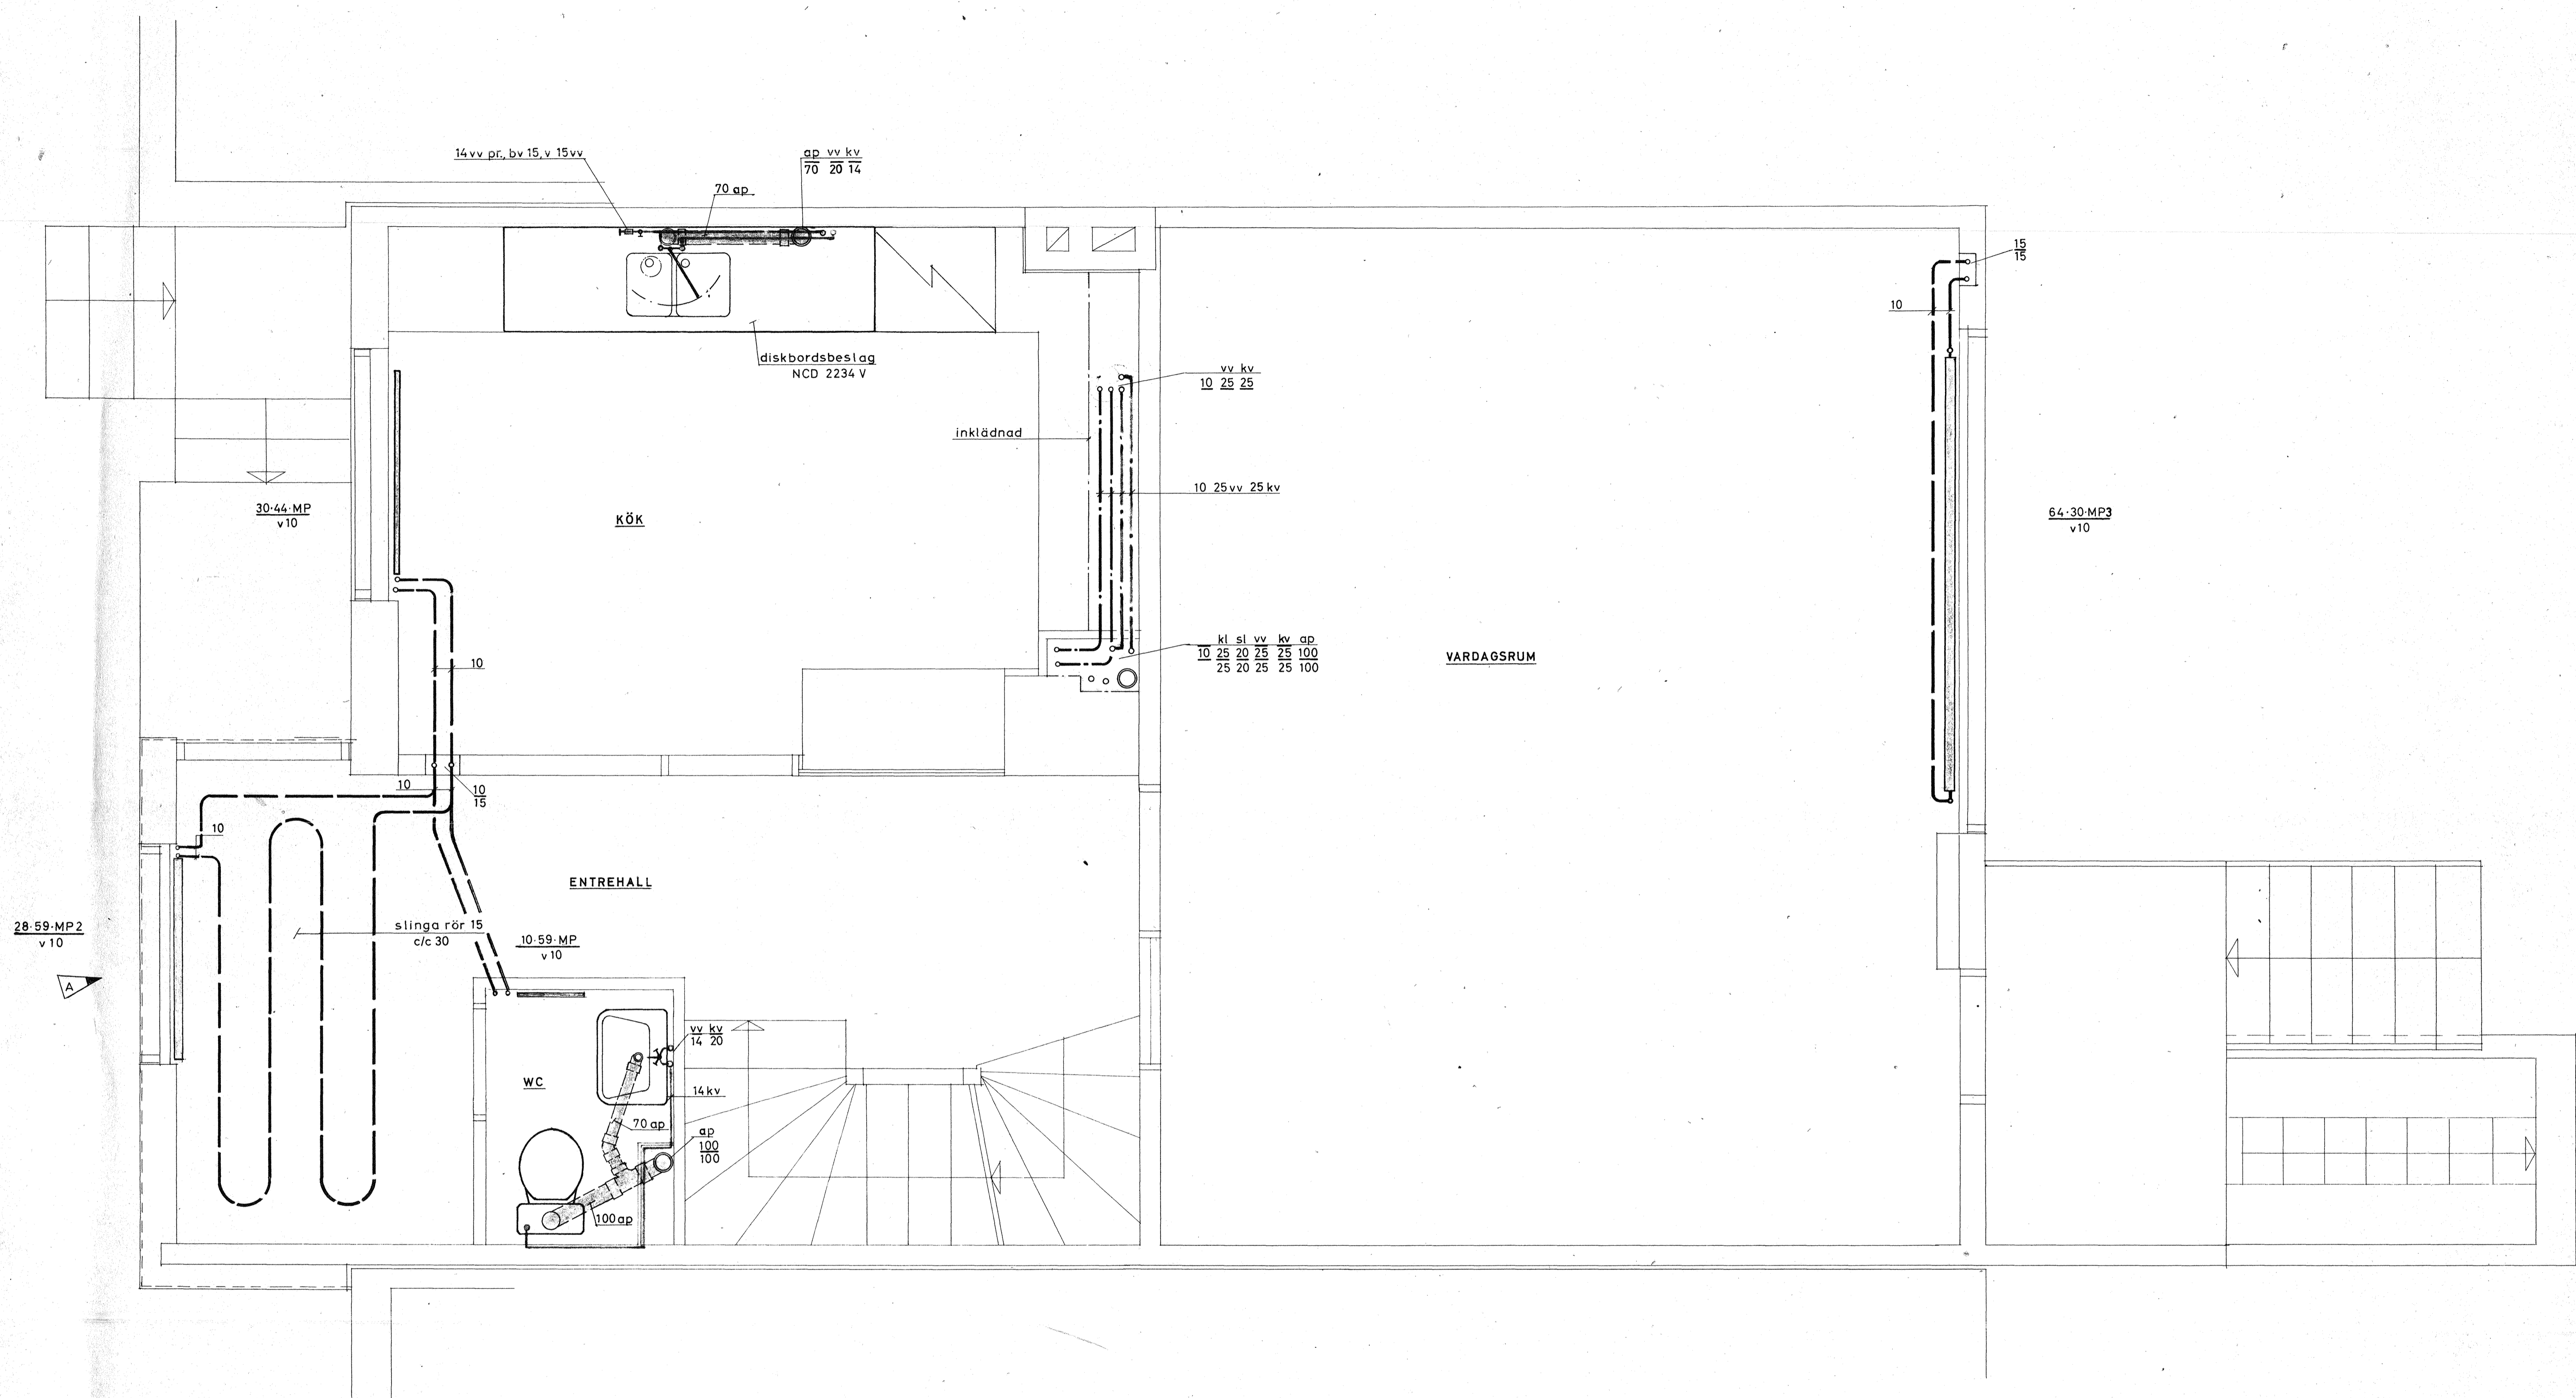 14vv pr., bv 15, v 15vv
ap vv kv
70 20 14
70 ap
15
15
10
diskbordsbeslag
NCD 2234 V
vv kv
10 25 25
inklädnad
10 25vv 25kv
30·44·MP
v10
KÖK
64·30·MP3
v10
kl sl vv kv ap
10 25 20 25 25 100
25 20 25 25 100
VARDAGSRUM
10
10
10
15
10
ENTREHALL
28·59·MP2
v 10
slinga rör 15
c/c 30
10·59·MP
v 10
A
vv kv
14 20
WC
14kv
70 ap
ap
100
100
100ap